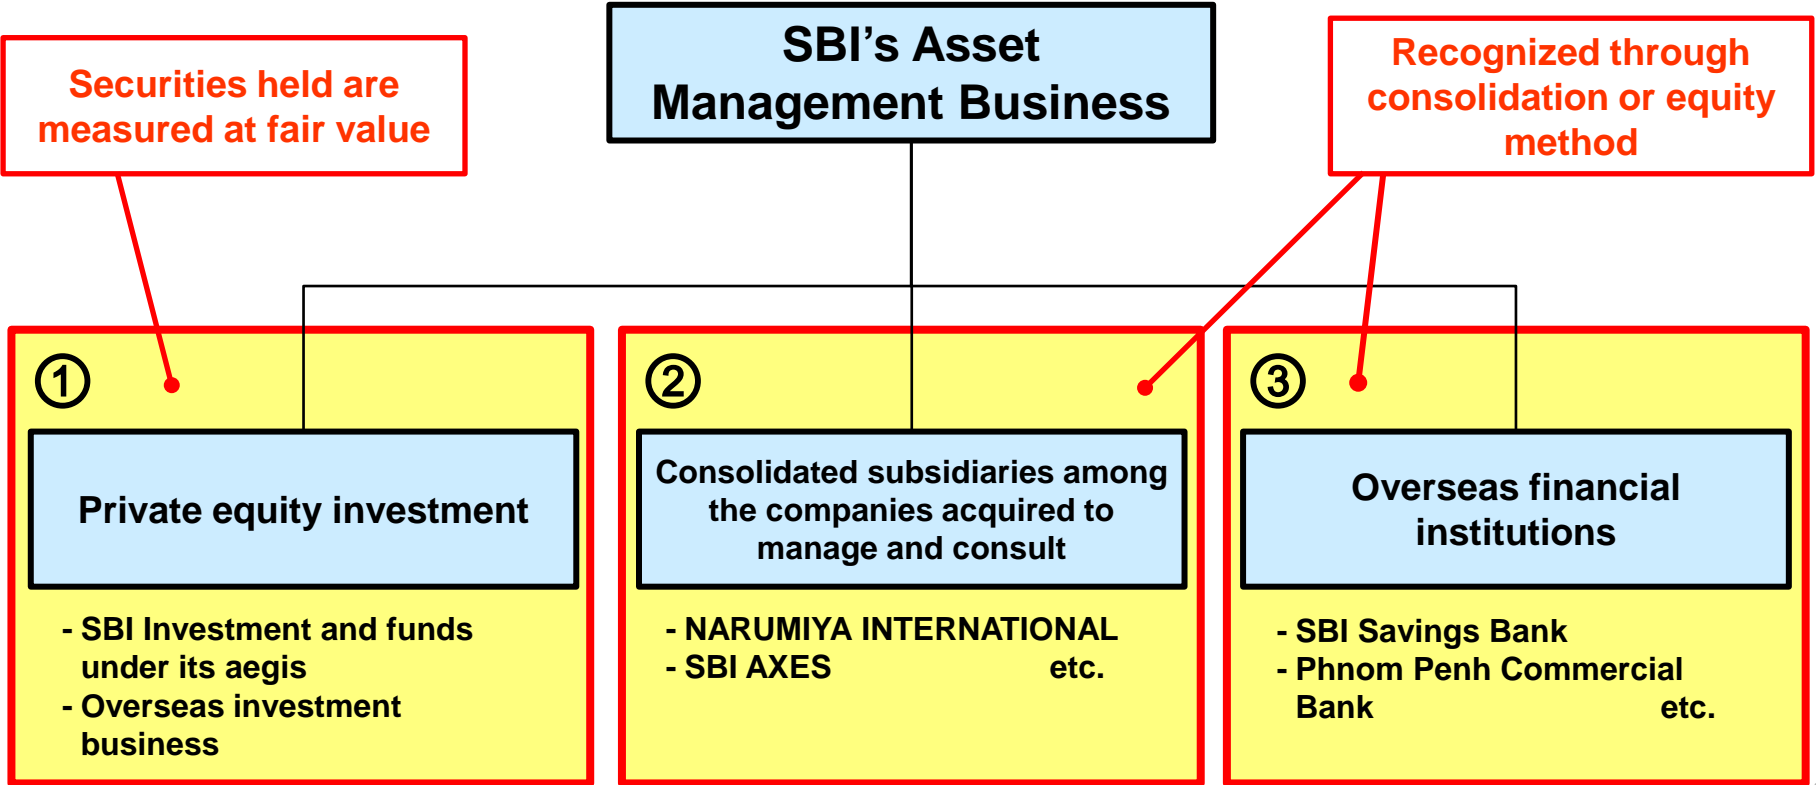 SBI’s Asset
Management Business
Securities held are
measured at fair value
Recognized through
consolidation or equity
method
①
Private equity investment
- SBI Investment and funds
under its aegis
- Overseas investment
business
②
Consolidated subsidiaries among
the companies acquired to
manage and consult
- NARUMIYA INTERNATIONAL
- SBI AXES etc.
③
Overseas financial
institutions
- SBI Savings Bank
- Phnom Penh Commercial
Bank etc.